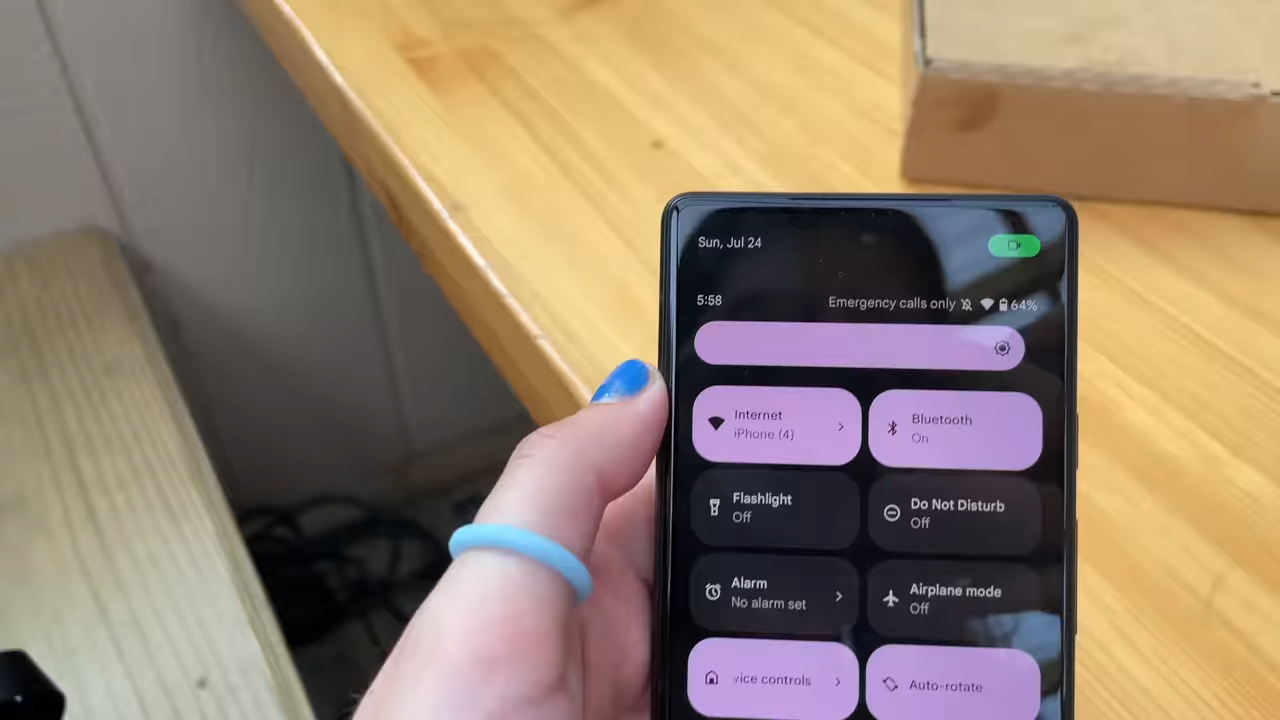 Sun, Jul 24
5:58 Emergency calls only 64%
Internet
iPhone (4)
Bluetooth
On
Flashlight
Off
Do Not Disturb
Off
Alarm
No alarm set
Airplane mode
Off
vice controls
Auto-rotate